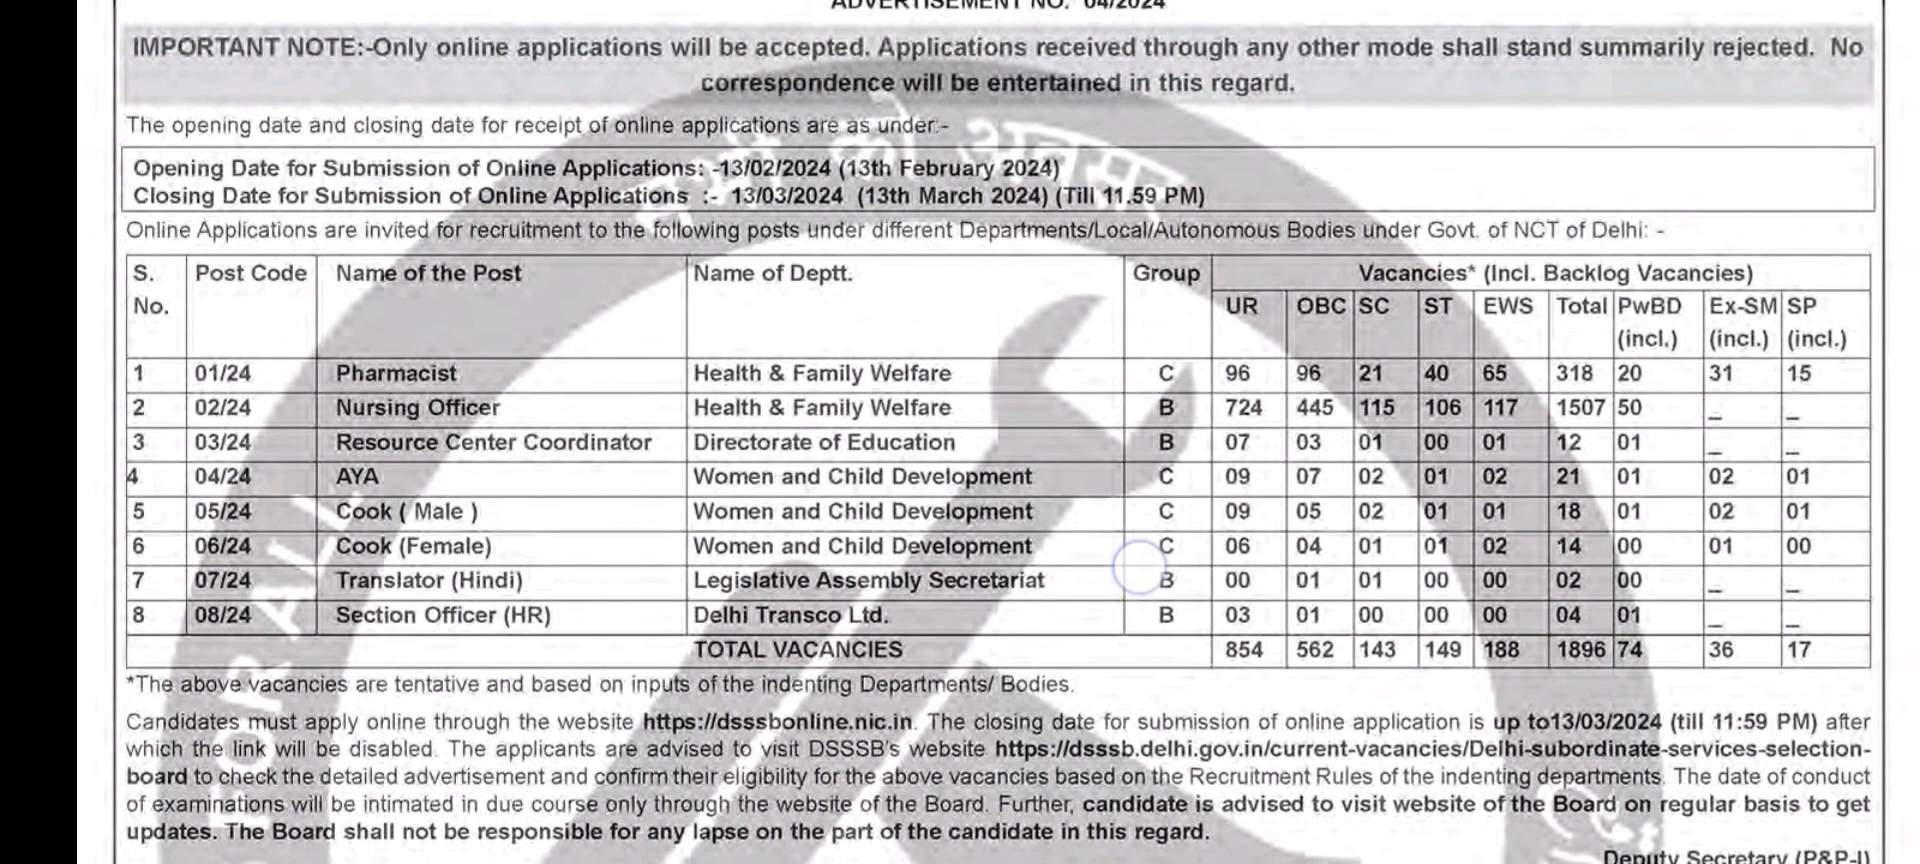 ADVERTISEMENT NO. 04/2024
IMPORTANT NOTE:-Only online applications will be accepted. Applications received through any other mode shall stand summarily rejected. No
correspondence will be entertained in this regard.
The opening date and closing date for receipt of online applications are as under:-
Opening Date for Submission of Online Applications: -13/02/2024 (13th February 2024)
Closing Date for Submission of Online Applications :- 13/03/2024 (13th March 2024) (Till 11.59 PM)
Online Applications are invited for recruitment to the following posts under different Departments/Local/Autonomous Bodies under Govt. of NCT of Delhi: -
S. No. Post Code Name of the Post Name of Deptt. Group Vacancies* (Incl. Backlog Vacancies)
UR OBC SC ST EWS Total PwBD (incl.) Ex-SM (incl.) SP (incl.)
1 01/24 Pharmacist Health & Family Welfare C 96 96 21 40 65 318 20 31 15
2 02/24 Nursing Officer Health & Family Welfare B 724 445 115 106 117 1507 50 _ _
3 03/24 Resource Center Coordinator Directorate of Education B 07 03 01 00 01 12 01 _ _
4 04/24 AYA Women and Child Development C 09 07 02 01 02 21 01 02 01
5 05/24 Cook ( Male ) Women and Child Development C 09 05 02 01 01 18 01 02 01
6 06/24 Cook (Female) Women and Child Development C 06 04 01 01 02 14 00 01 00
7 07/24 Translator (Hindi) Legislative Assembly Secretariat B 00 01 01 00 00 02 00 _ _
8 08/24 Section Officer (HR) Delhi Transco Ltd. B 03 01 00 00 00 04 01 _ _
TOTAL VACANCIES 854 562 143 149 188 1896 74 36 17
*The above vacancies are tentative and based on inputs of the indenting Departments/ Bodies.
Candidates must apply online through the website https://dsssbonline.nic.in. The closing date for submission of online application is up to13/03/2024 (till 11:59 PM) after
which the link will be disabled. The applicants are advised to visit DSSSB's website https://dsssb.delhi.gov.in/current-vacancies/Delhi-subordinate-services-selection-
board to check the detailed advertisement and confirm their eligibility for the above vacancies based on the Recruitment Rules of the indenting departments. The date of conduct
of examinations will be intimated in due course only through the website of the Board. Further, candidate is advised to visit website of the Board on regular basis to get
updates. The Board shall not be responsible for any lapse on the part of the candidate in this regard.
Deputy Secretary (P&P-I)
FOR ALL
को अवसर